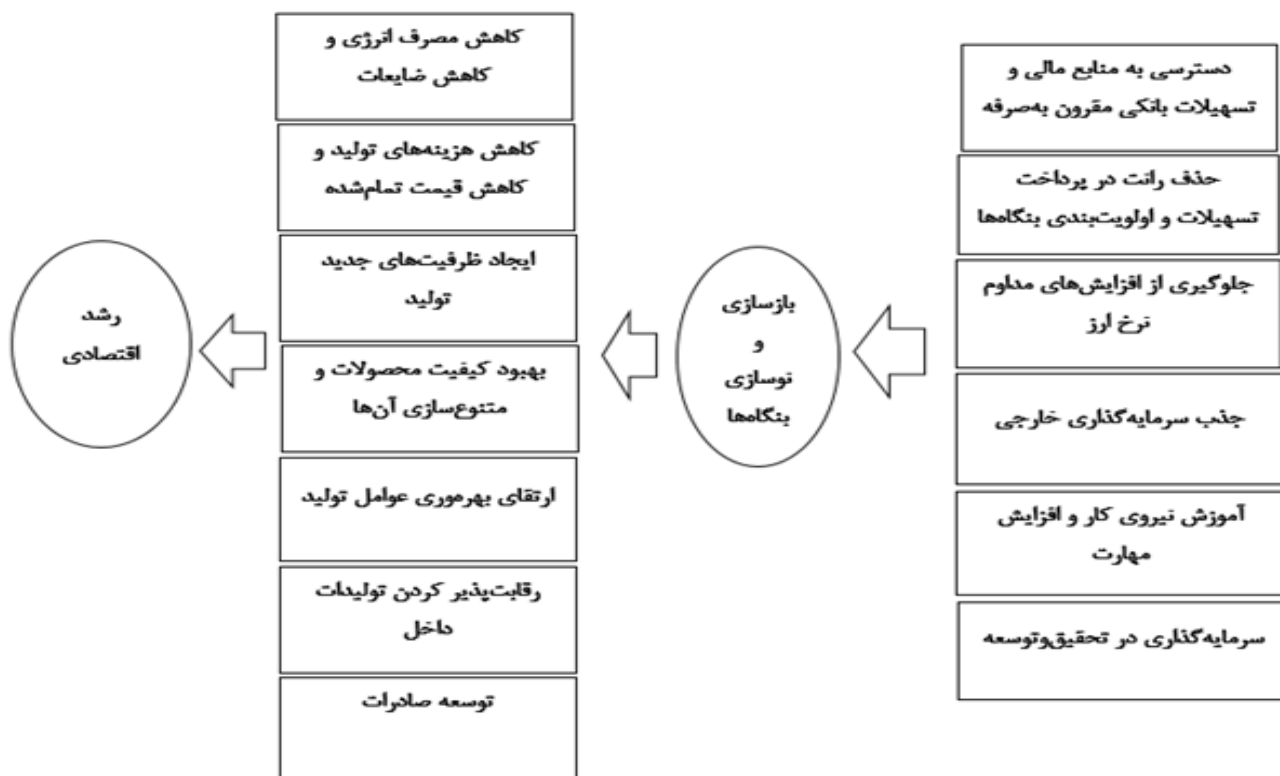 دسترسی به منابع مالی و
تسهیلات بانکی مقرون به‌صرفه
حذف رانت در پرداخت
تسهیلات و اولویت‌بندی بنگاه‌ها
جلوگیری از افزایش‌های مداوم
نرخ ارز
جذب سرمایه‌گذاری خارجی
آموزش نیروی کار و افزایش
مهارت
سرمایه‌گذاری در تحقیق‌وتوسعه
بازسازی
و
نوسازی
بنگاه‌ها
کاهش مصرف انرژی و
کاهش ضایعات
کاهش هزینه‌های تولید و
کاهش قیمت تمام‌شده
ایجاد ظرفیت‌های جدید
تولید
بهبود کیفیت محصولات و
متنوع‌سازی آن‌ها
ارتقای بهره‌وری عوامل تولید
رقابت‌پذیر کردن تولیدات
داخل
توسعه صادرات
رشد
اقتصادی